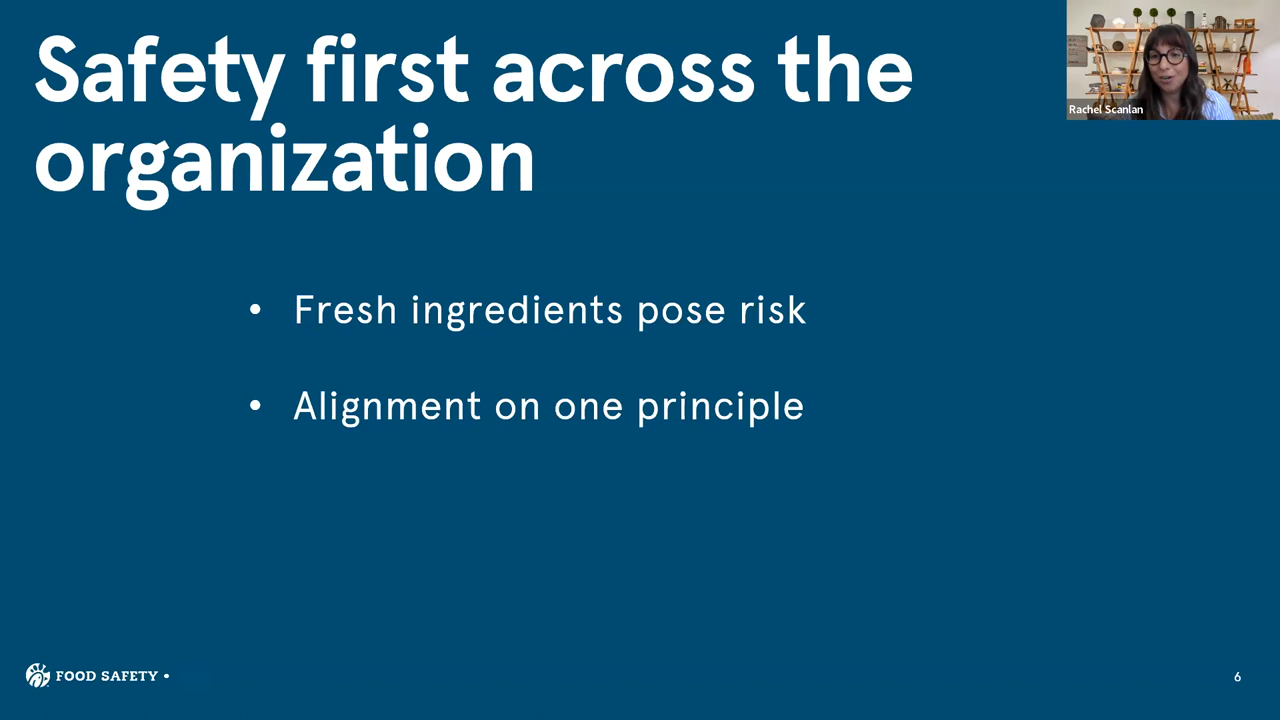 Safety first across the
organization
Rachel Scanlan
• Fresh ingredients pose risk
• Alignment on one principle
FOOD SAFETY •
6